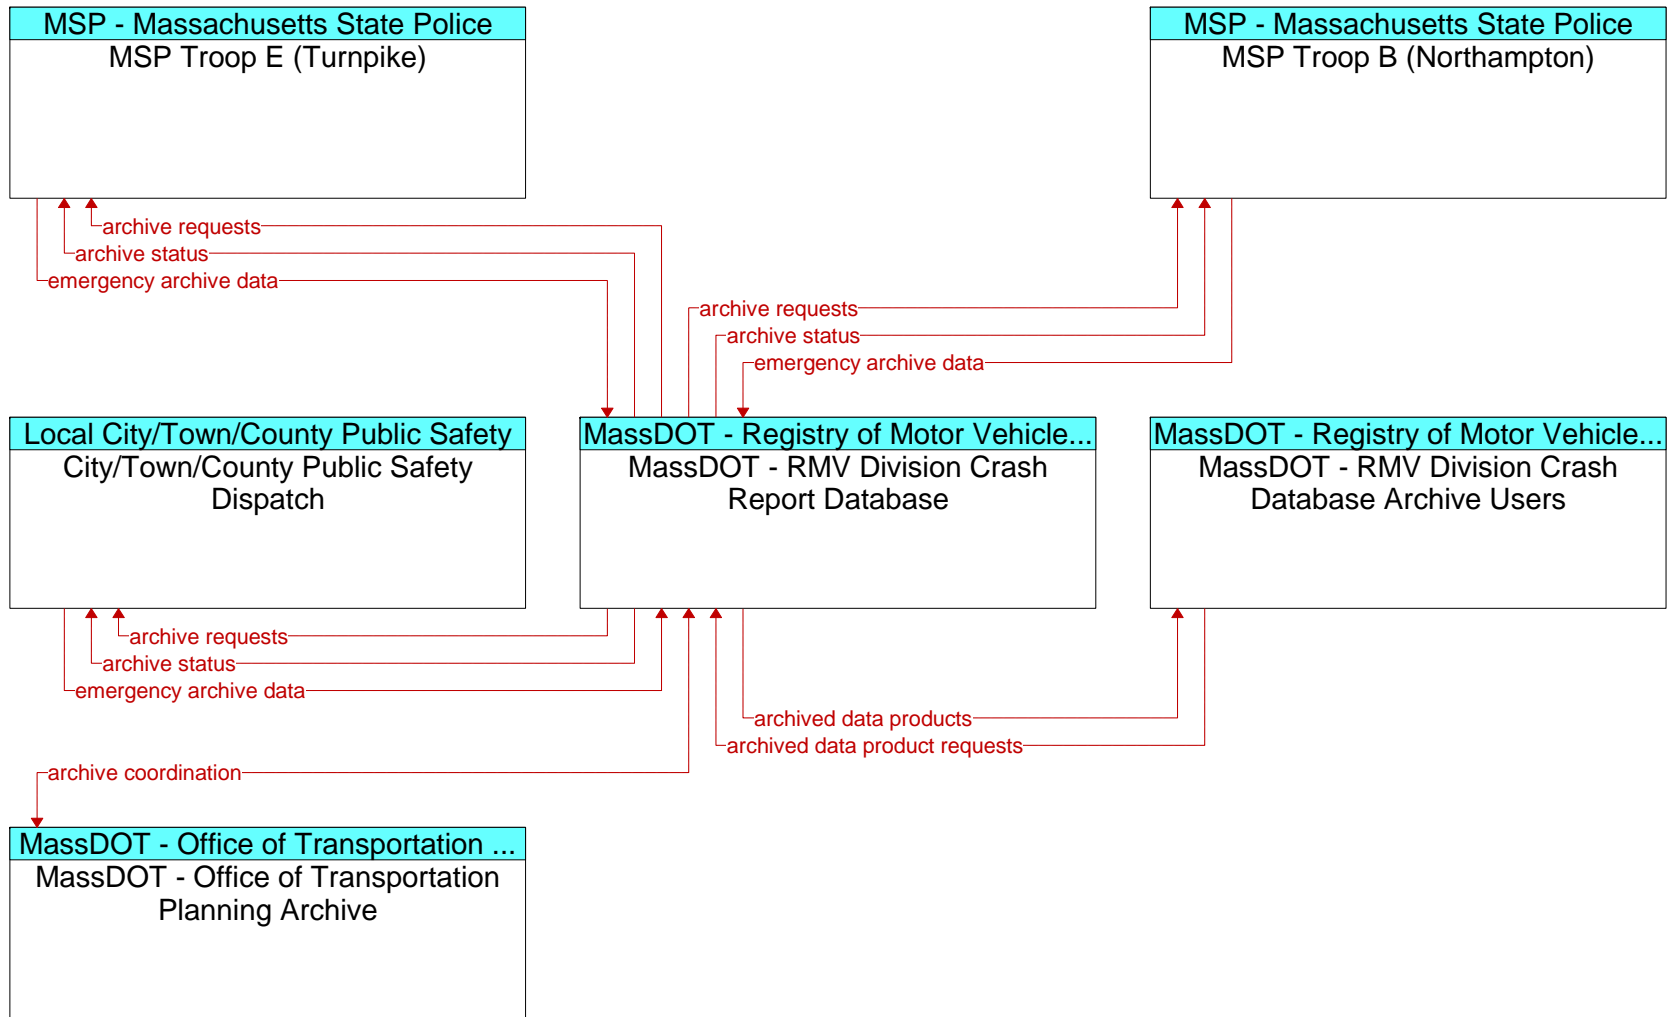 MSP - Massachusetts State Police
MSP Troop E (Turnpike)
MSP - Massachusetts State Police
MSP Troop B (Northampton)
archive requests
archive status
emergency archive data
archive requests
archive status
emergency archive data
Local City/Town/County Public Safety
City/Town/County Public Safety
Dispatch
MassDOT - Registry of Motor Vehicle...
MassDOT - RMV Division Crash
Report Database
MassDOT - Registry of Motor Vehicle...
MassDOT - RMV Division Crash
Database Archive Users
archive requests
archive status
emergency archive data
archived data products
archived data product requests
archive coordination
MassDOT - Office of Transportation ...
MassDOT - Office of Transportation
Planning Archive